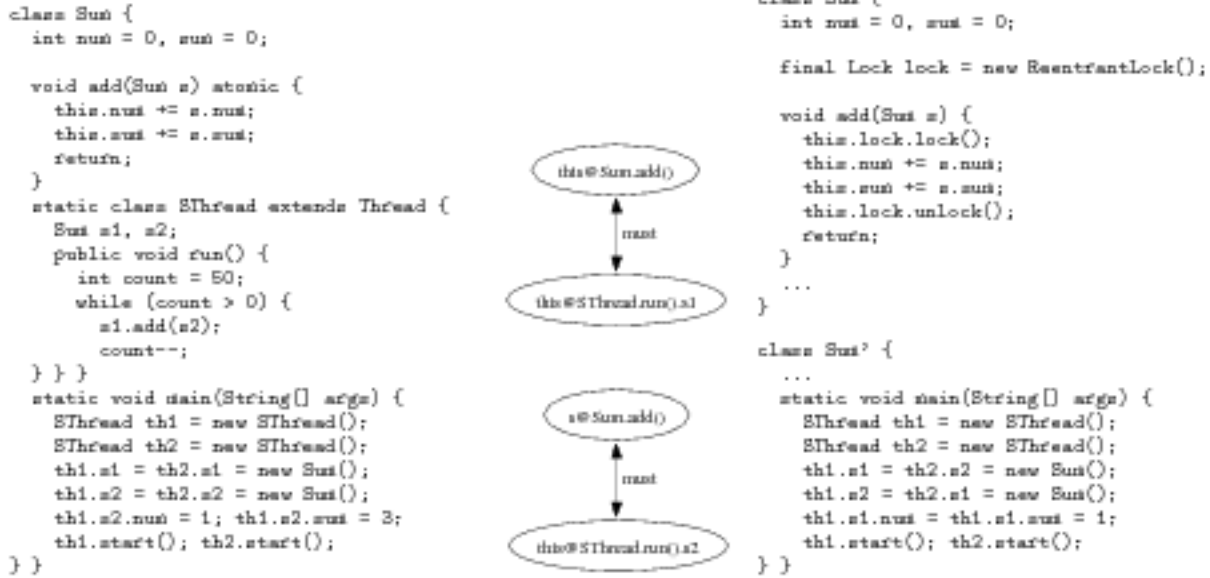 class Sum {
int num = 0, sum = 0;
void add(Sum s) atomic {
this.num += s.num;
this.sum += s.sum;
return;
}
static class SThread extends Thread {
Sum s1, s2;
public void run() {
int count = 50;
while (count > 0) {
s1.add(s2);
count--;
} } }
static void main(String[] args) {
SThread th1 = new SThread();
SThread th2 = new SThread();
th1.s1 = th2.s1 = new Sum();
th1.s2 = th2.s2 = new Sum();
th1.s2.num = 1; th1.s2.sum = 3;
th1.start(); th2.start();
} }
this@Sum.add()
must
this@SThread.run().s1
s@Sum.add()
must
this@SThread.run().s2
class Sum {
int num = 0, sum = 0;
final Lock lock = new ReentrantLock();
void add(Sum s) {
this.lock.lock();
this.num += s.num;
this.sum += s.sum;
this.lock.unlock();
return;
}
...
}
class Sum' {
...
static void main(String[] args) {
SThread th1 = new SThread();
SThread th2 = new SThread();
th1.s1 = th2.s2 = new Sum();
th1.s2 = th2.s1 = new Sum();
th1.s1.num = th1.s1.sum = 1;
th1.start(); th2.start();
} }